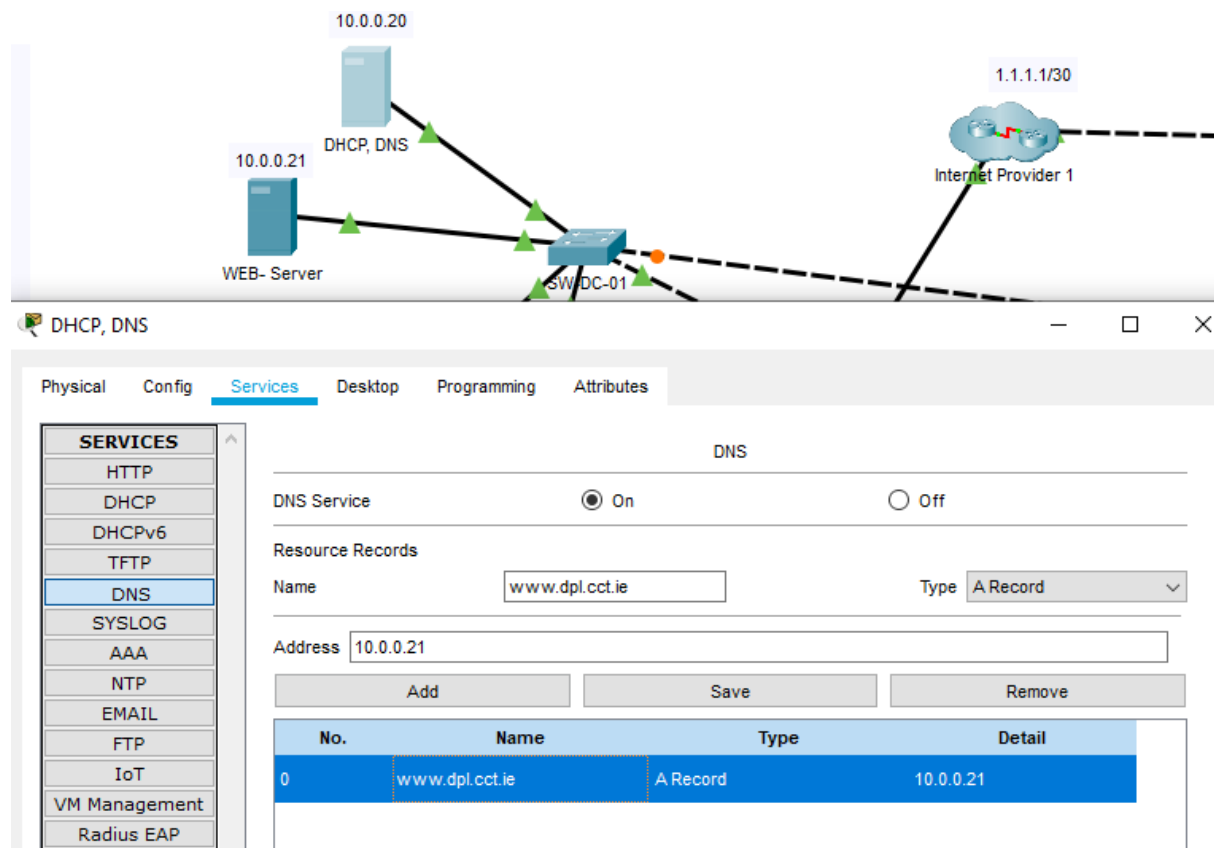 10.0.0.20
1.1.1.1/30
DHCP, DNS
10.0.0.21
Internet Provider 1
WEB- Server
SW-DC-01
DHCP, DNS
Physical Config Services Desktop Programming Attributes
SERVICES
HTTP
DHCP
DHCPv6
TFTP
DNS
SYSLOG
AAA
NTP
EMAIL
FTP
IoT
VM Management
Radius EAP
DNS
DNS Service On Off
Resource Records
Name www.dpl.cct.ie Type A Record
Address 10.0.0.21
Add Save Remove
No. Name Type Detail
0 www.dpl.cct.ie A Record 10.0.0.21